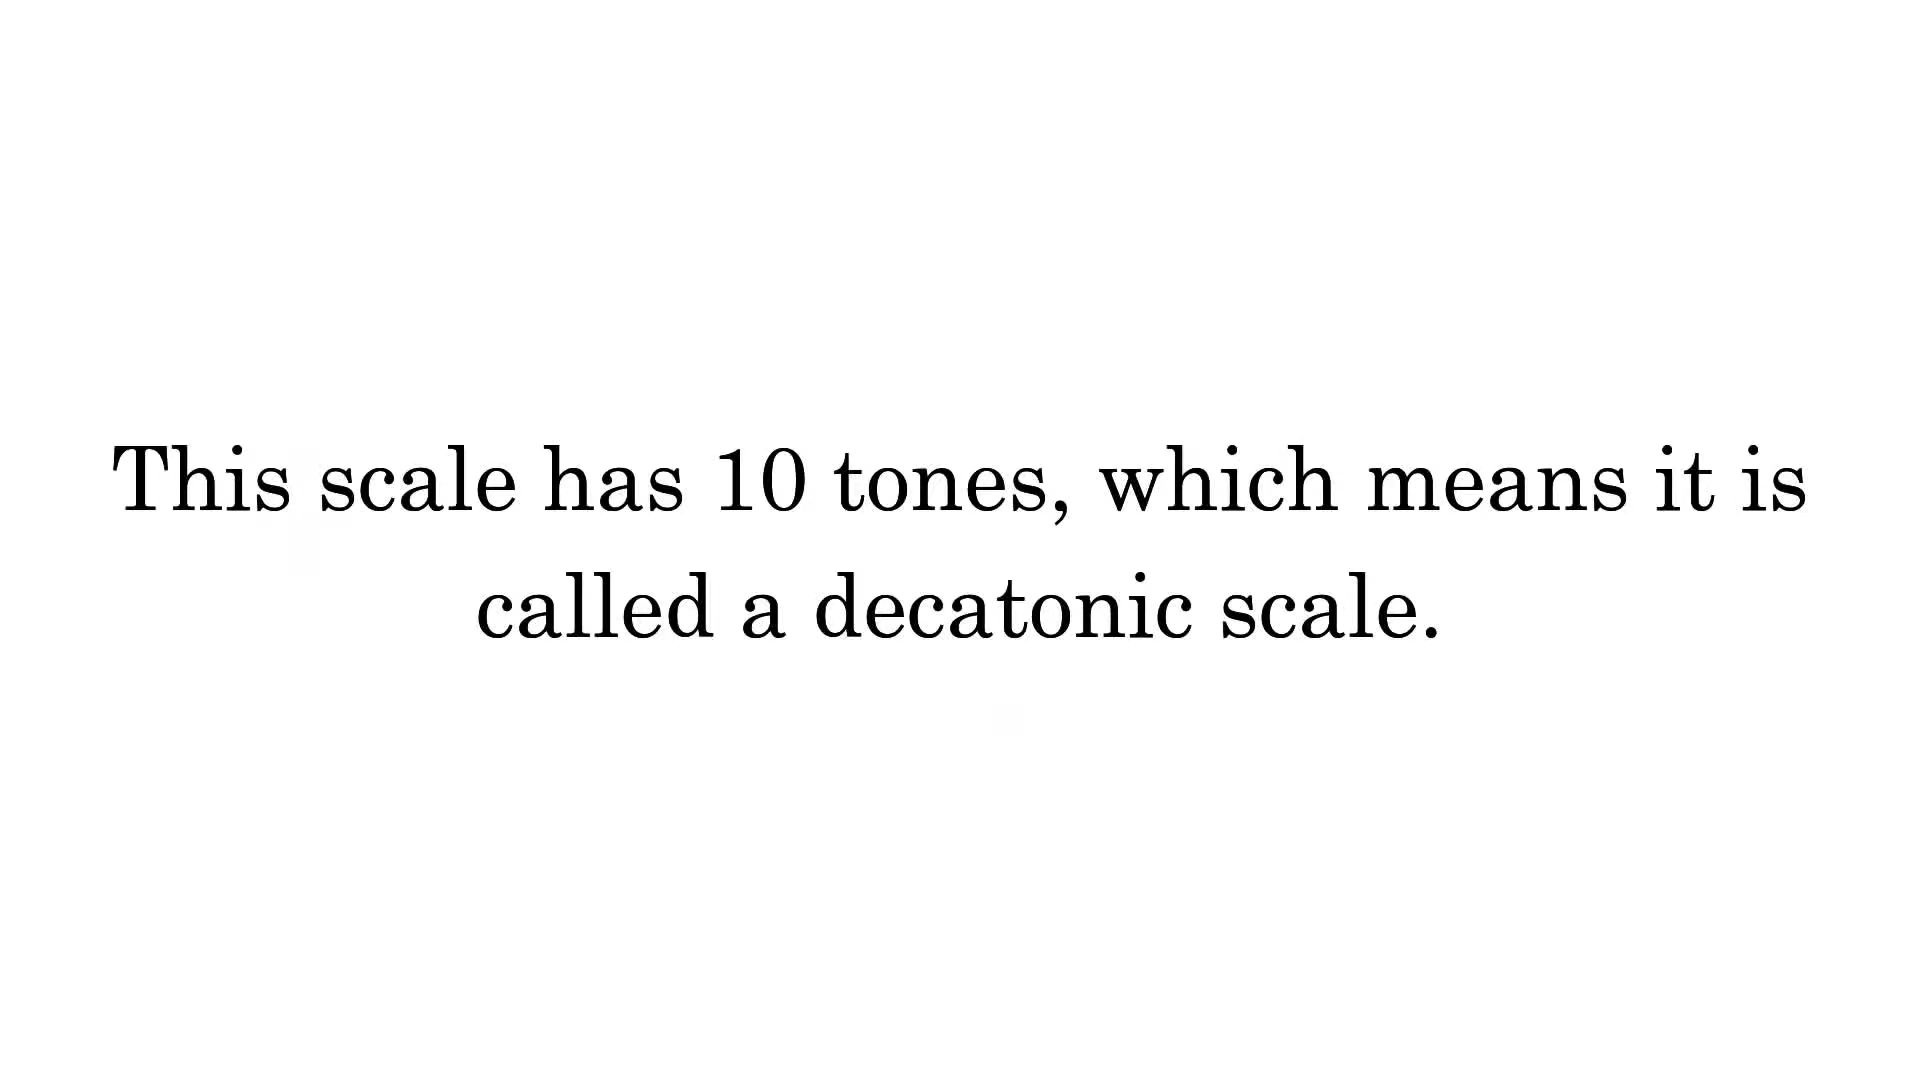 This scale has 10 tones, which means it is
called a decatonic scale.